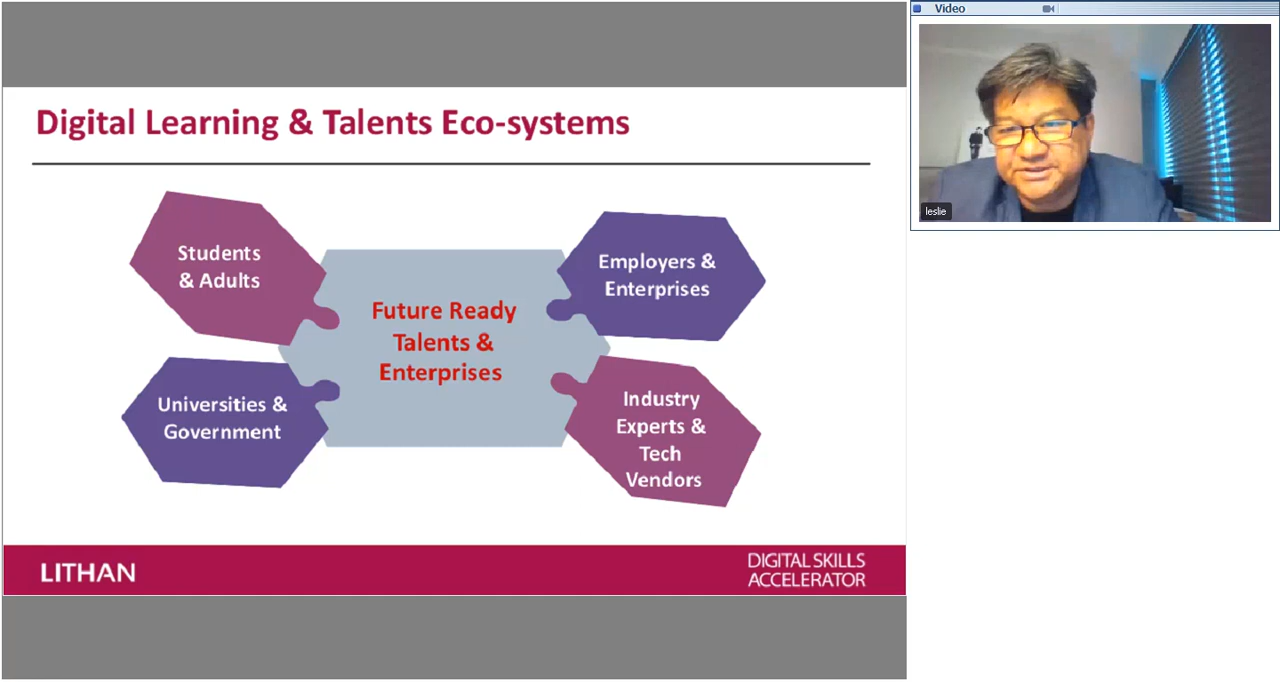 Digital Learning & Talents Eco-systems
Students
& Adults
Employers &
Enterprises
Future Ready
Talents &
Enterprises
Universities &
Government
Industry
Experts &
Tech
Vendors
LITHAN
DIGITAL SKILLS
ACCELERATOR
Video
leslie